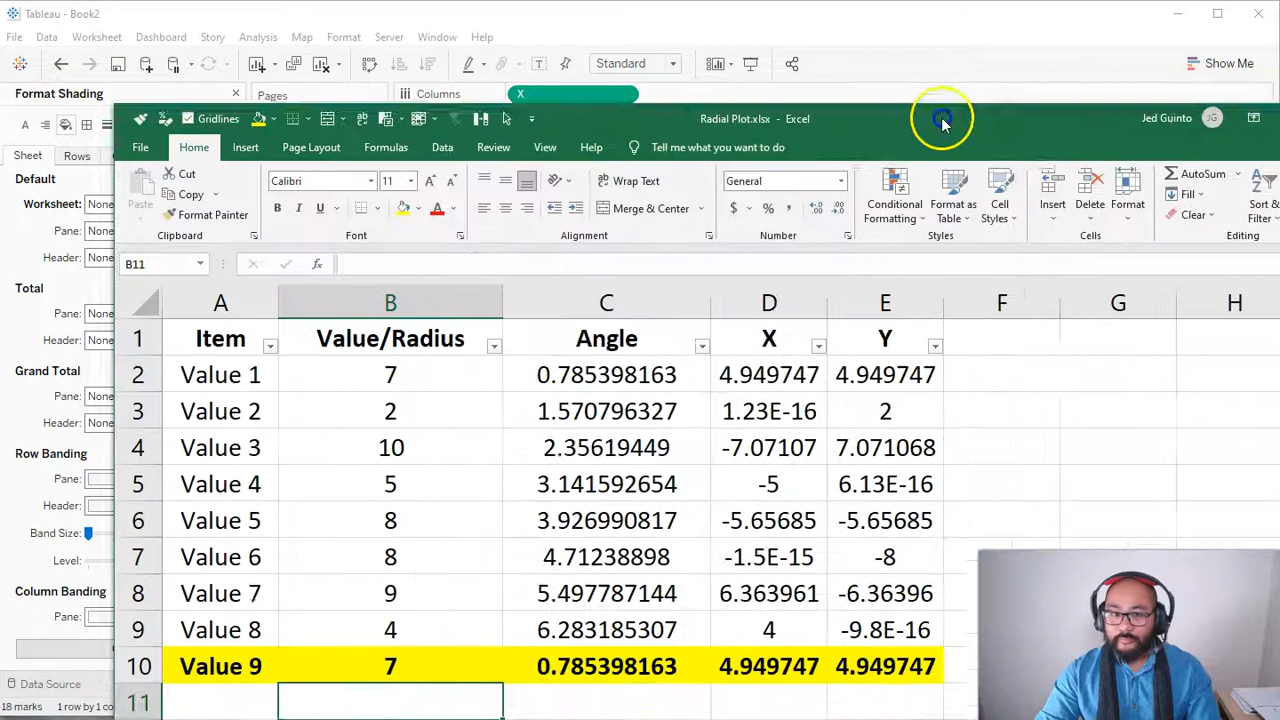 Tableau - Book2
File Data Worksheet Dashboard Story Analysis Map Format Server Window Help
Standard Show Me
Format Shading Pages Columns X
Gridlines Radial Plot.xlsx - Excel Jed Guinto JG
File Home Insert Page Layout Formulas Data Review View Help Tell me what you want to do
Sheet Rows
Default
Worksheet: None
Pane: None
Header: None
Total
Pane: None
Header: None
Grand Total
Pane: None
Header: None
Row Banding
Pane:
Header:
Band Size:
Level:
Column Banding
Pane:
Data Source
18 marks 1 row by 1 co
Paste Cut Calibri 11 Wrap Text General Conditional Formatting Format as Table Cell Styles Insert Delete Format AutoSum
Copy Fill
Format Painter B I U Merge & Center $ % Clear Sort & Filter
Clipboard Font Alignment Number Styles Cells Editing
B11 fx
A B C D E F G H
1 Item Value/Radius Angle X Y
2 Value 1 7 0.785398163 4.949747 4.949747
3 Value 2 2 1.570796327 1.23E-16 2
4 Value 3 10 2.35619449 -7.07107 7.071068
5 Value 4 5 3.141592654 -5 6.13E-16
6 Value 5 8 3.926990817 -5.65685 -5.65685
7 Value 6 8 4.71238898 -1.5E-15 -8
8 Value 7 9 5.497787144 6.363961 -6.36396
9 Value 8 4 6.283185307 4 -9.8E-16
10 Value 9 7 0.785398163 4.949747 4.949747
11